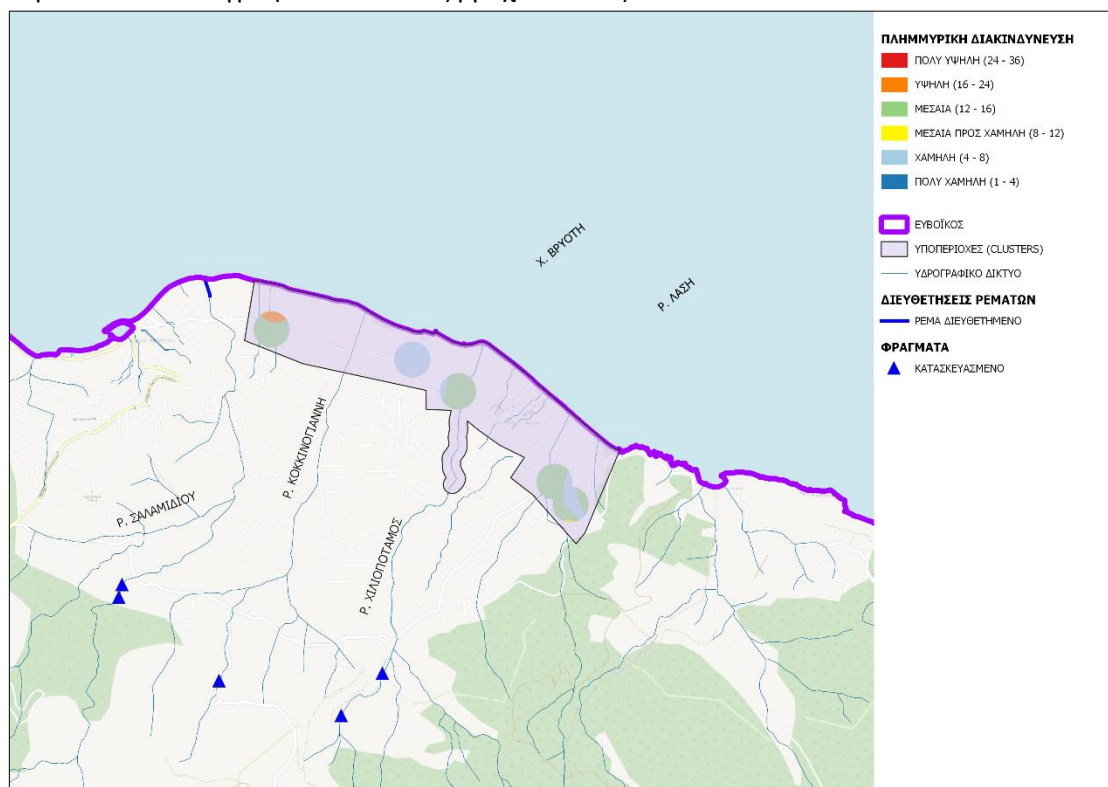 ΠΛΗΜΜΥΡΙΚΗ ΔΙΑΚΙΝΔΥΝΕΥΣΗ
ΠΟΛΥ ΥΨΗΛΗ (24 - 36)
ΥΨΗΛΗ (16 - 24)
ΜΕΣΑΙΑ (12 - 16)
ΜΕΣΑΙΑ ΠΡΟΣ ΧΑΜΗΛΗ (8 - 12)
ΧΑΜΗΛΗ (4 - 8)
ΠΟΛΥ ΧΑΜΗΛΗ (1 - 4)
ΕΥΒΟΪΚΟΣ
ΥΠΟΠΕΡΙΟΧΕΣ (CLUSTERS)
ΥΔΡΟΓΡΑΦΙΚΟ ΔΙΚΤΥΟ
ΔΙΕΥΘΕΤΗΣΕΙΣ ΡΕΜΑΤΩΝ
ΡΕΜΑ ΔΙΕΥΘΕΤΗΜΕΝΟ
ΦΡΑΓΜΑΤΑ
ΚΑΤΑΣΚΕΥΑΣΜΕΝΟ
Χ. ΒΡΥΟΤΗ
Ρ. ΛΑΣΗ
Ρ. ΚΟΚΚΙΝΟΓΙΑΝΝΗ
Ρ. ΣΑΛΑΜΙΔΙΟΥ
Ρ. ΧΙΛΙΟΠΟΤΑΜΟΣ